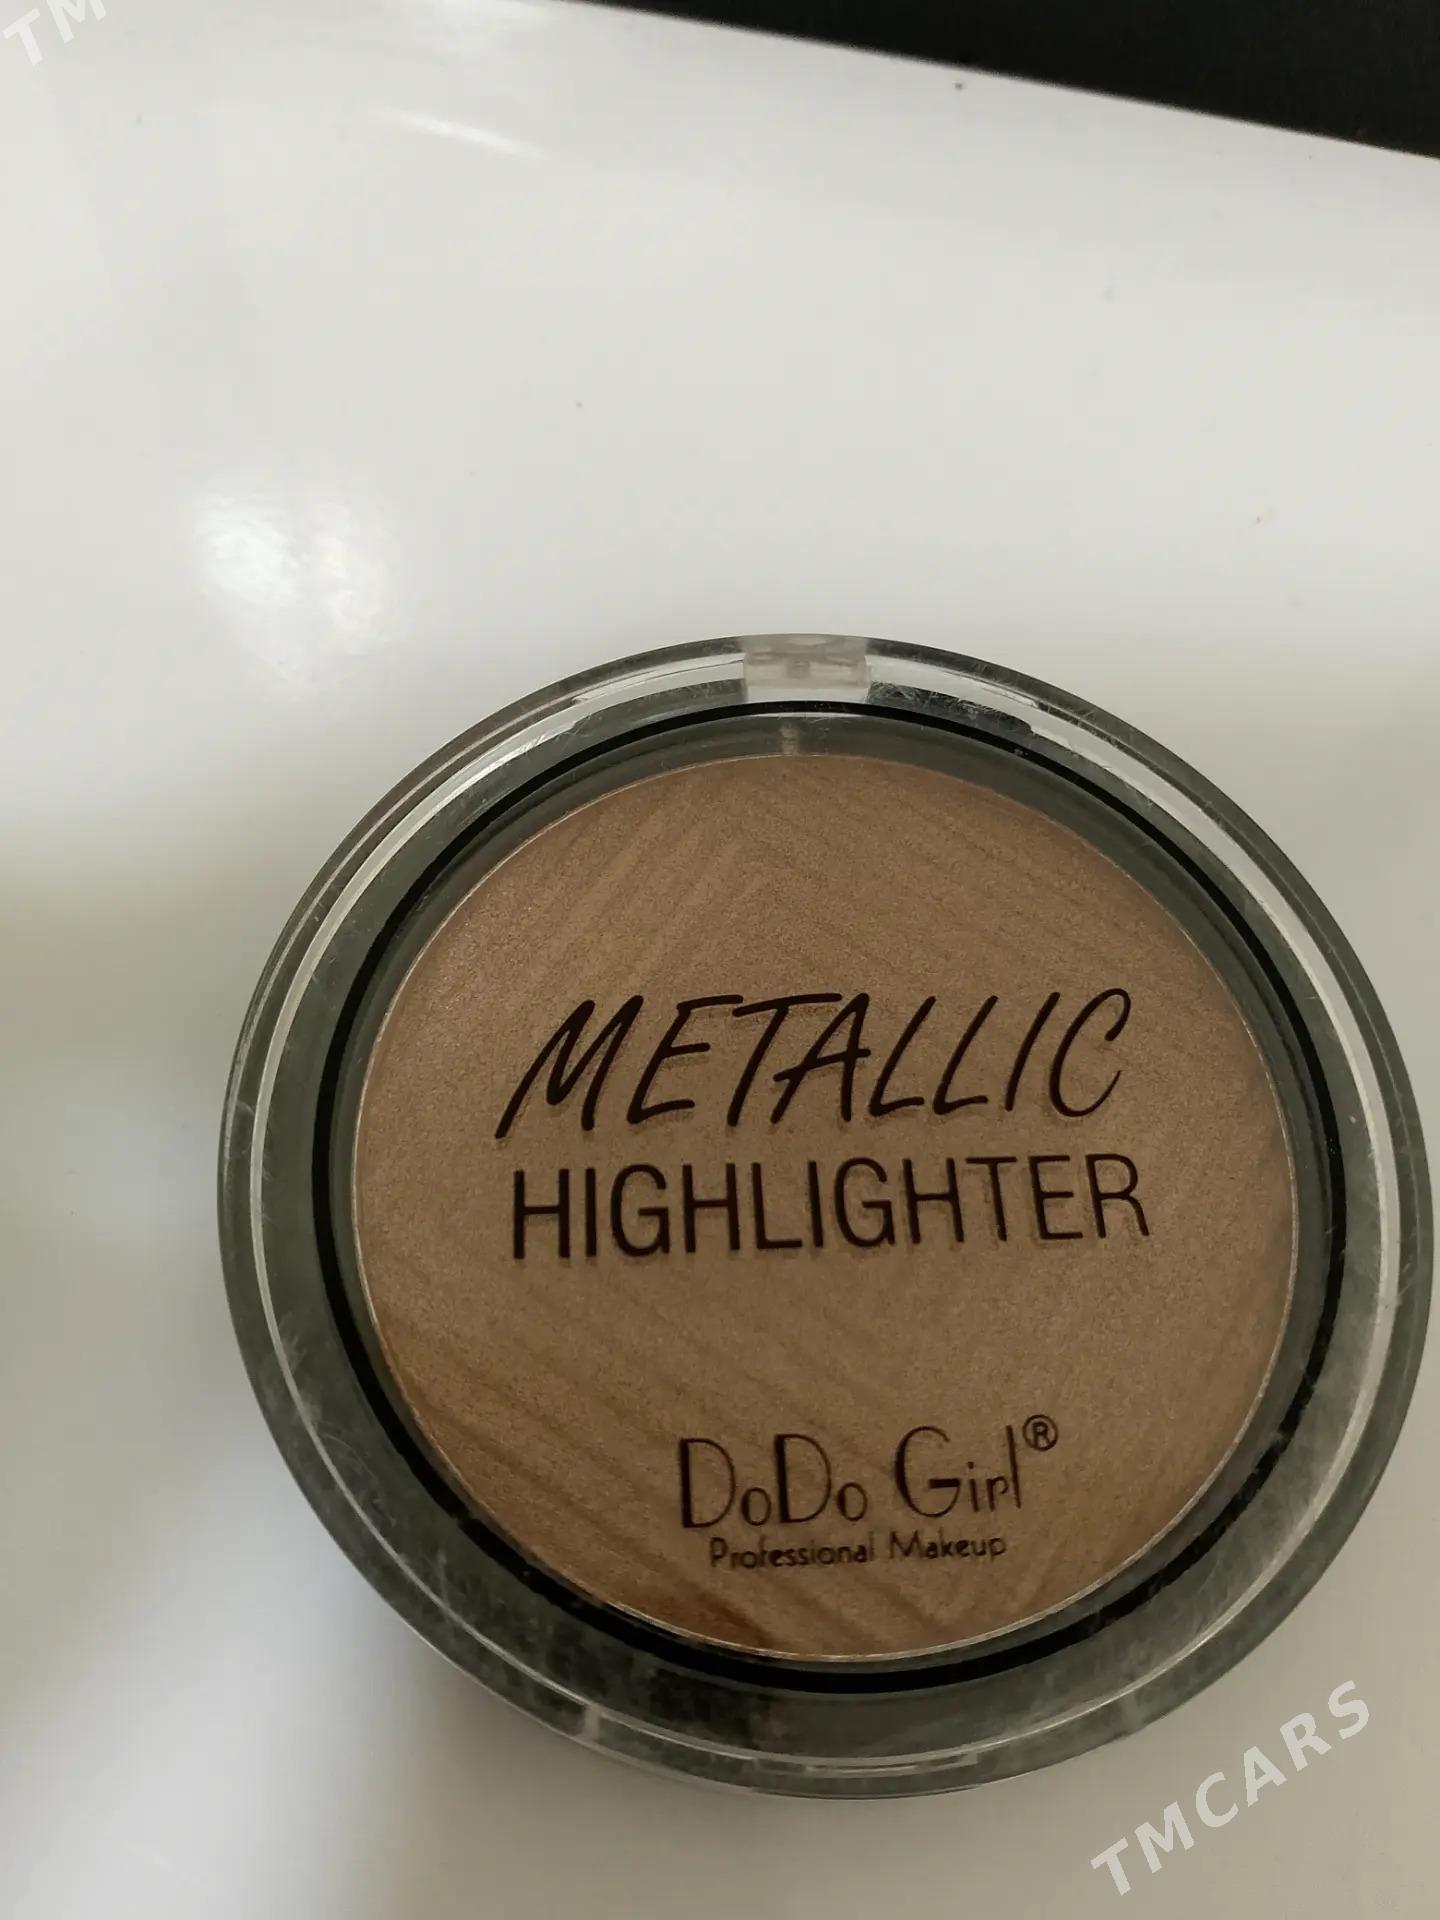 TM
METALLIC
HIGHLIGHTER
DoDo Girl®
Professional Makeup
TMCARS